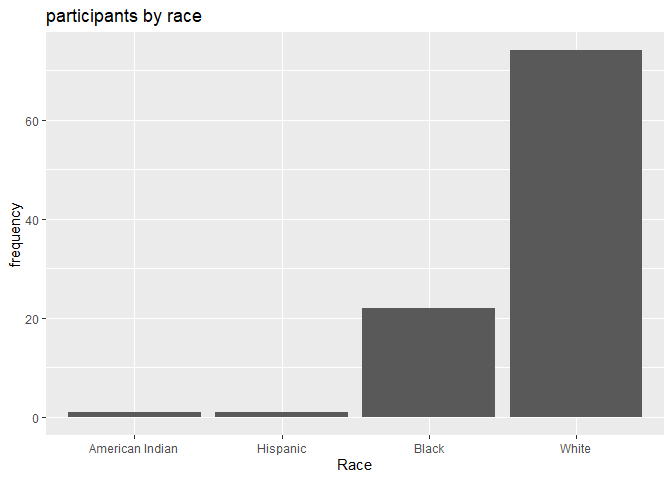 participants by race
frequency
60
40
20
0
American Indian Hispanic Black White
Race